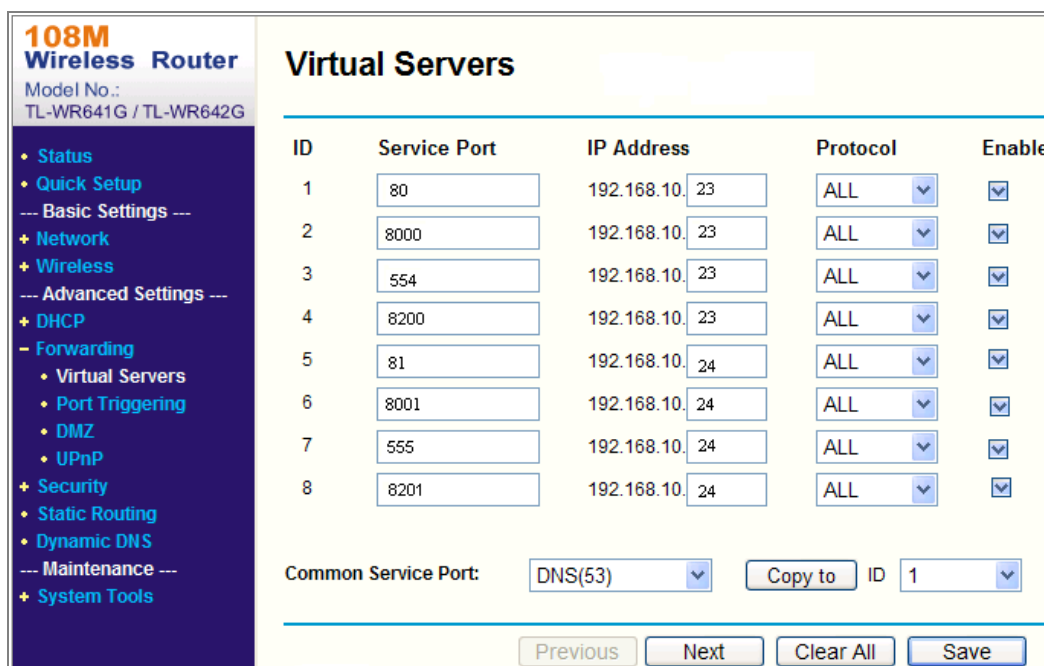 108M
Wireless Router
Model No.:
TL-WR641G / TL-WR642G
Status
Quick Setup
--- Basic Settings ---
+ Network
+ Wireless
--- Advanced Settings ---
+ DHCP
– Forwarding
Virtual Servers
Port Triggering
DMZ
UPnP
+ Security
Static Routing
Dynamic DNS
--- Maintenance ---
+ System Tools
Virtual Servers
ID Service Port IP Address Protocol Enable
1 80 192.168.10. 23 ALL
2 8000 192.168.10. 23 ALL
3 554 192.168.10. 23 ALL
4 8200 192.168.10. 23 ALL
5 81 192.168.10. 24 ALL
6 8001 192.168.10. 24 ALL
7 555 192.168.10. 24 ALL
8 8201 192.168.10. 24 ALL
Common Service Port: DNS(53) Copy to ID 1
Previous Next Clear All Save